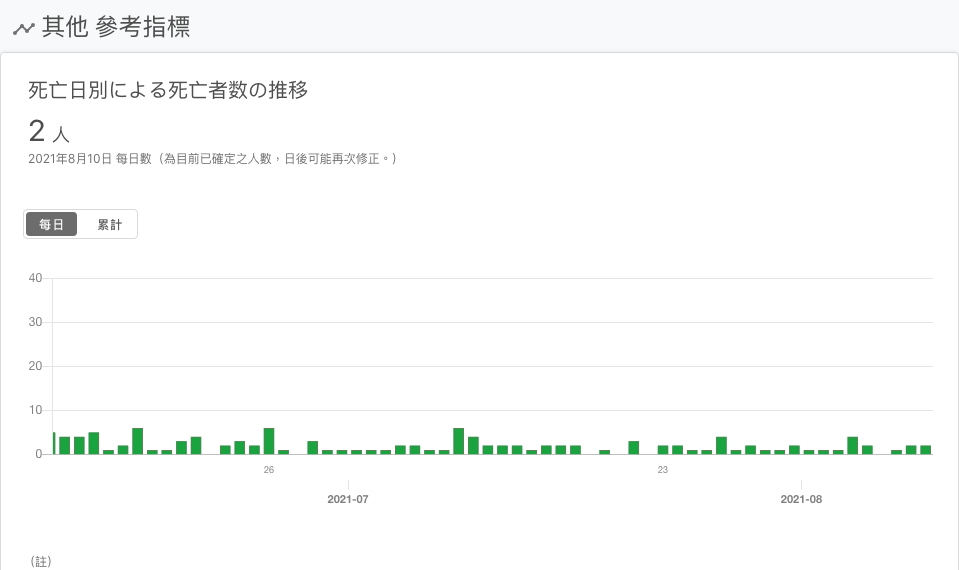 其他 參考指標
死亡日別による死亡者数の推移
2 人
2021年8月10日 每日數（為目前已確定之人數，日後可能再次修正。）
每日 累計
40
30
20
10
0
26 23
2021-07 2021-08
（註）